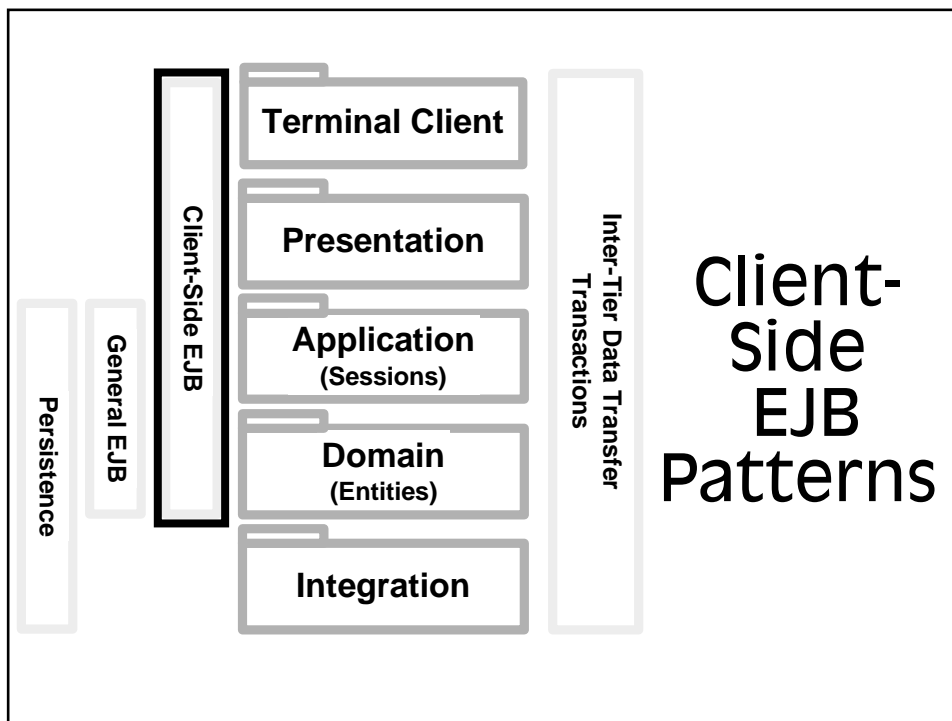 Persistence
General EJB
Client-Side EJB
Terminal Client
Presentation
Application
(Sessions)
Domain
(Entities)
Integration
Inter-Tier Data Transfer
Transactions
Client-
Side
EJB
Patterns